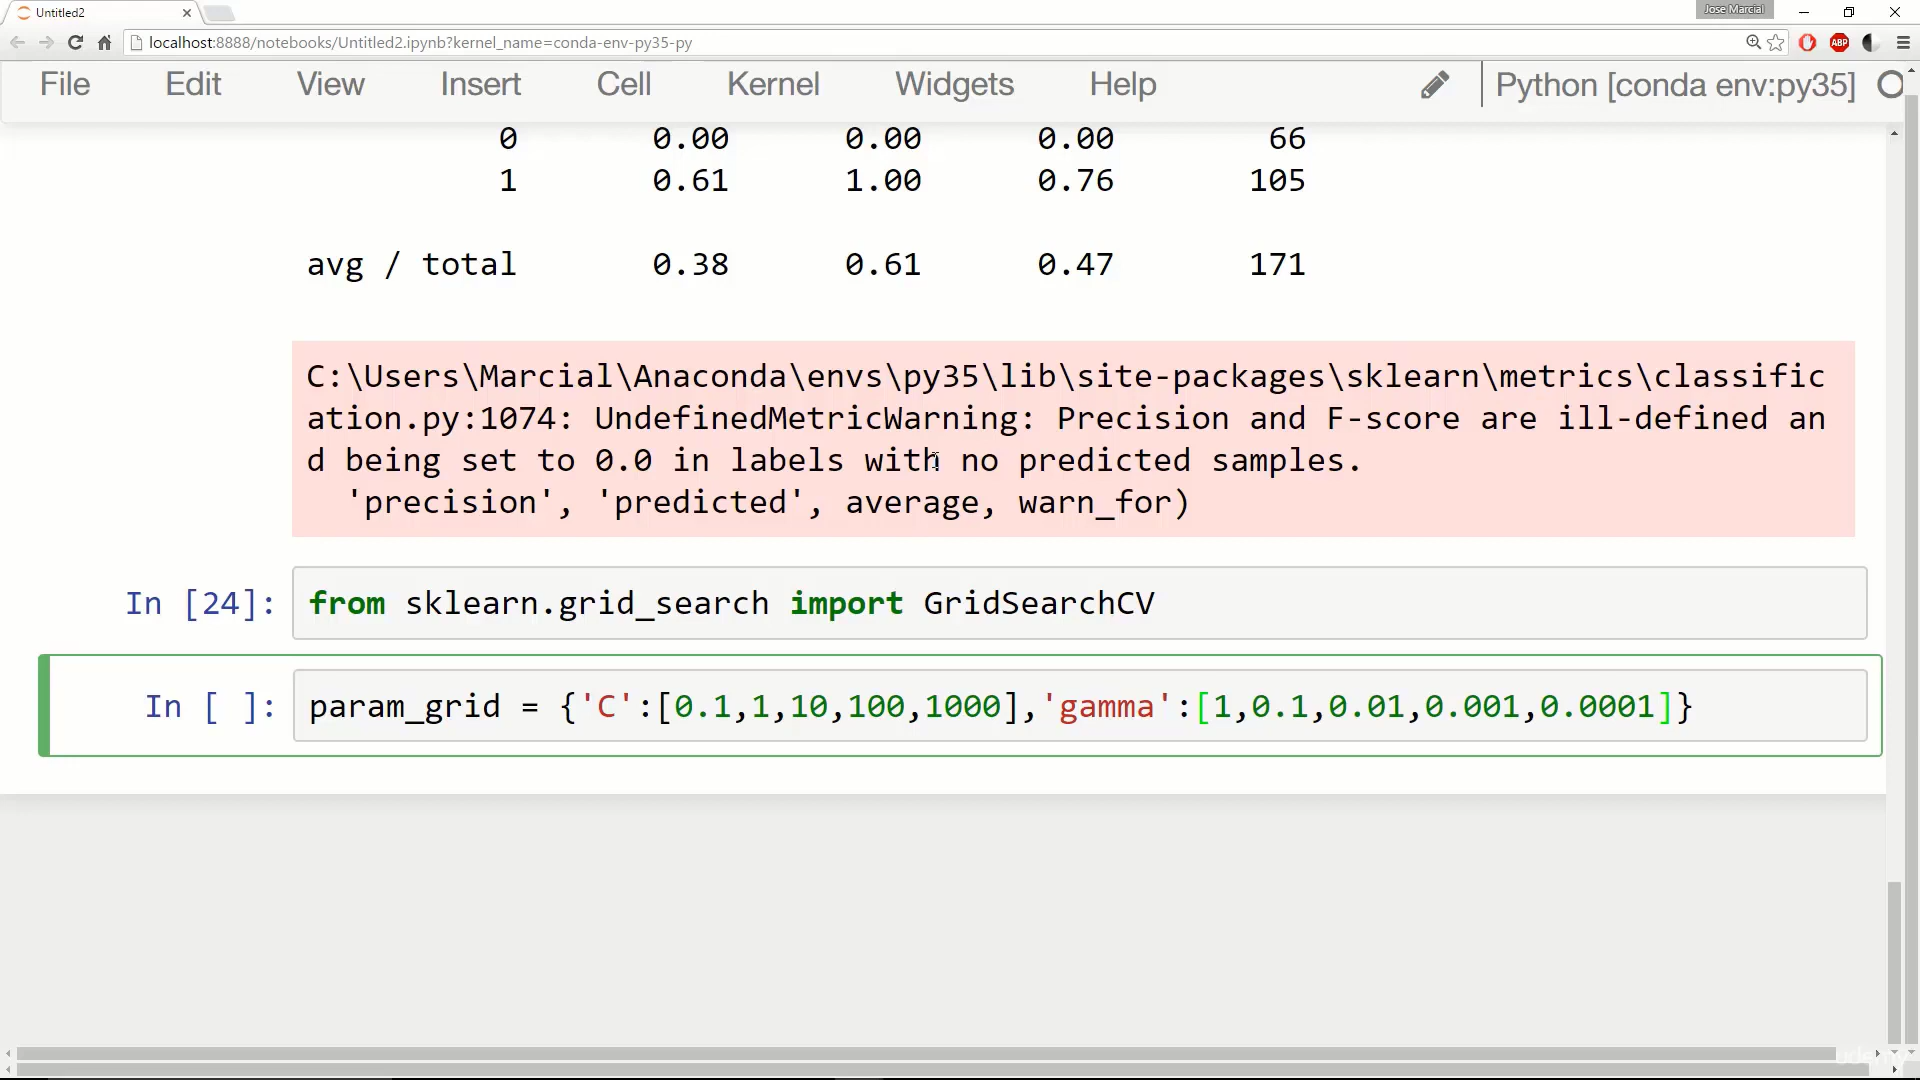 Untitled2
Jose Marcial
localhost:8888/notebooks/Untitled2.ipynb?kernel_name=conda-env-py35-py
ABP
File Edit View Insert Cell Kernel Widgets Help Python [conda env:py35]
0 0.00 0.00 0.00 66
1 0.61 1.00 0.76 105
avg / total 0.38 0.61 0.47 171
C:\Users\Marcial\Anaconda\envs\py35\lib\site-packages\sklearn\metrics\classific
ation.py:1074: UndefinedMetricWarning: Precision and F-score are ill-defined an
d being set to 0.0 in labels with no predicted samples.
'precision', 'predicted', average, warn_for)
In [24]: from sklearn.grid_search import GridSearchCV
In [ ]: param_grid = {'C':[0.1,1,10,100,1000],'gamma':[1,0.1,0.01,0.001,0.0001]}